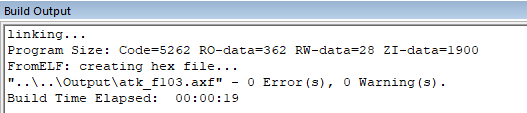 Build Output
linking...
Program Size: Code=5262 RO-data=362 RW-data=28 ZI-data=1900
FromELF: creating hex file...
"..\..\Output\atk_f103.axf" - 0 Error(s), 0 Warning(s).
Build Time Elapsed:  00:00:19